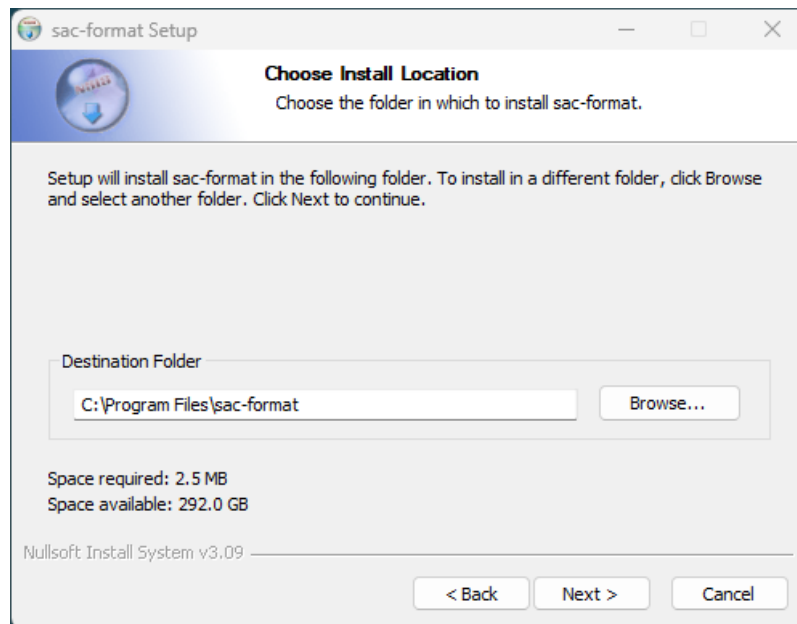 sac-format Setup
Choose Install Location
Choose the folder in which to install sac-format.
Setup will install sac-format in the following folder. To install in a different folder, click Browse
and select another folder. Click Next to continue.
Destination Folder
C:\Program Files\sac-format
Browse...
Space required: 2.5 MB
Space available: 292.0 GB
Nullsoft Install System v3.09
< Back
Next >
Cancel